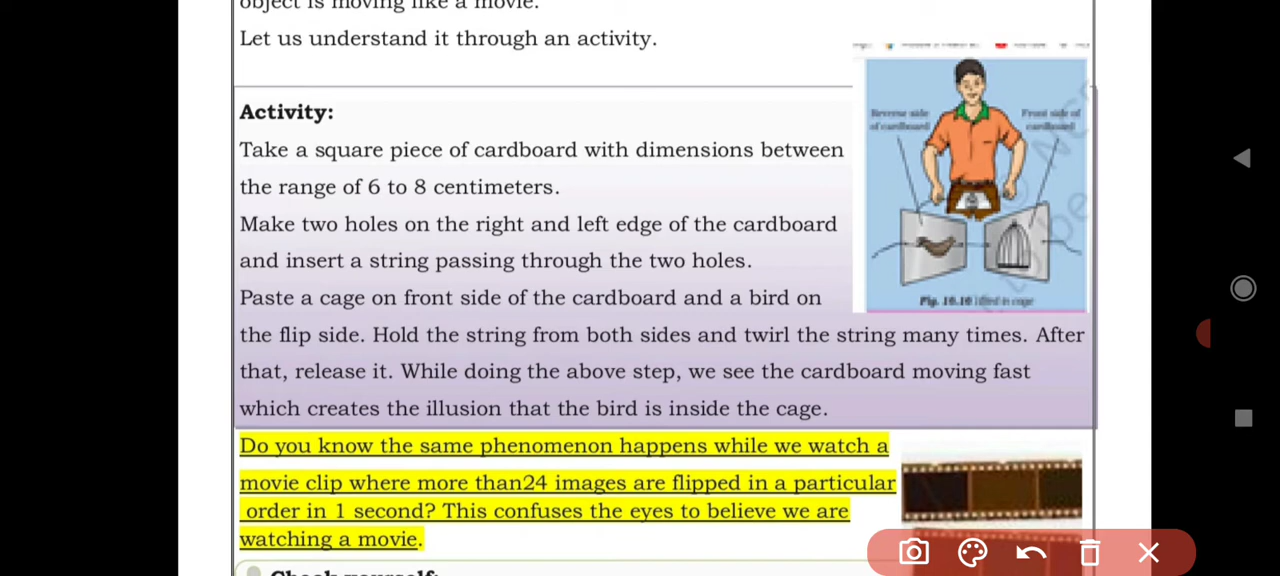 object is moving like a movie.
Let us understand it through an activity.
Activity:
Take a square piece of cardboard with dimensions between
the range of 6 to 8 centimeters.
Make two holes on the right and left edge of the cardboard
and insert a string passing through the two holes.
Paste a cage on front side of the cardboard and a bird on
the flip side. Hold the string from both sides and twirl the string many times. After
that, release it. While doing the above step, we see the cardboard moving fast
which creates the illusion that the bird is inside the cage.
Reverse side
of cardboard
Front side of
cardboard
Do you know the same phenomenon happens while we watch a
movie clip where more than24 images are flipped in a particular
order in 1 second? This confuses the eyes to believe we are
watching a movie.
Check yourself: